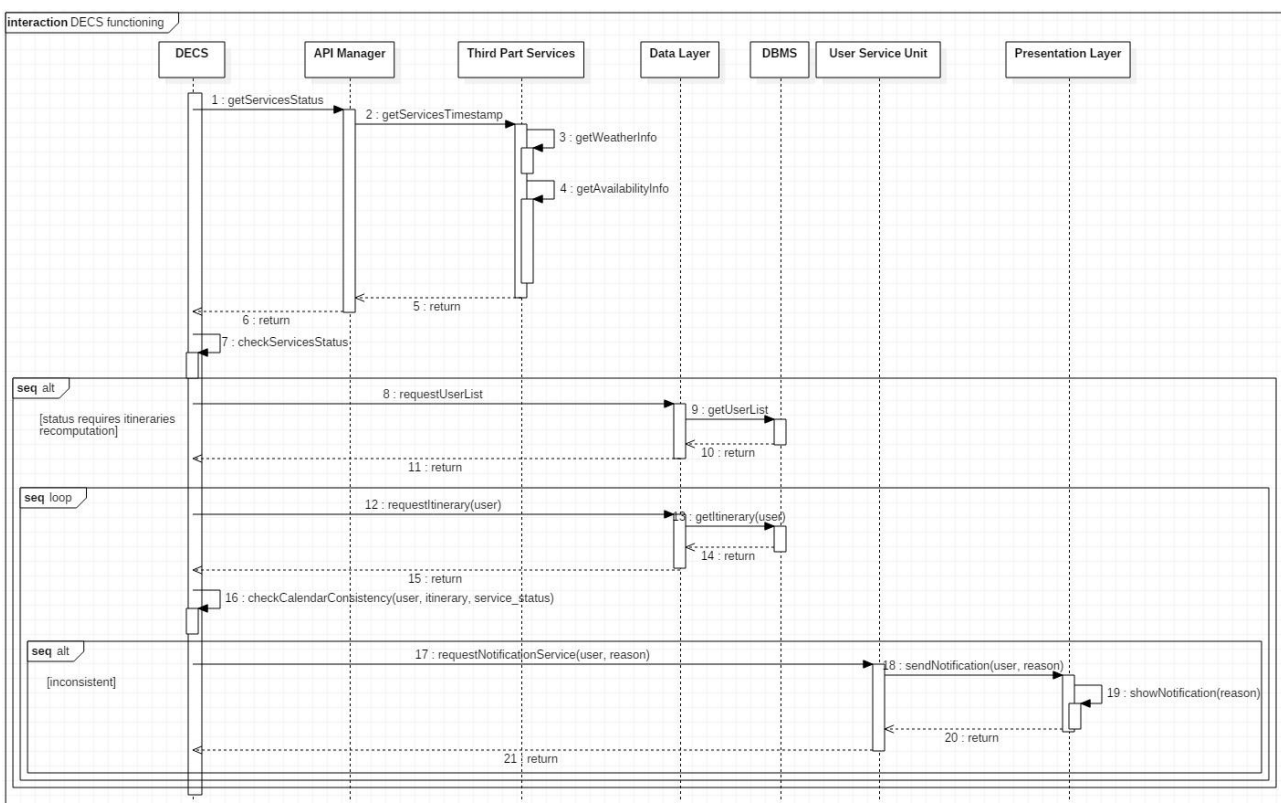 interaction DECS functioning
DECS
API Manager
Third Part Services
Data Layer
DBMS
User Service Unit
Presentation Layer
1 : getServicesStatus
2 : getServicesTimestamp
3 : getWeatherInfo
4 : getAvailabilityInfo
5 : return
6 : return
7 : checkServicesStatus
seq alt
8 : requestUserList
[status requires itineraries
recomputation]
9 : getUserList
10 : return
11 : return
seq loop
12 : requestItinerary(user)
13 : getItinerary(user)
14 : return
15 : return
16 : checkCalendarConsistency(user, itinerary, service_status)
seq alt
17 : requestNotificationService(user, reason)
18 : sendNotification(user, reason)
[inconsistent]
19 : showNotification(reason)
20 : return
21 : return